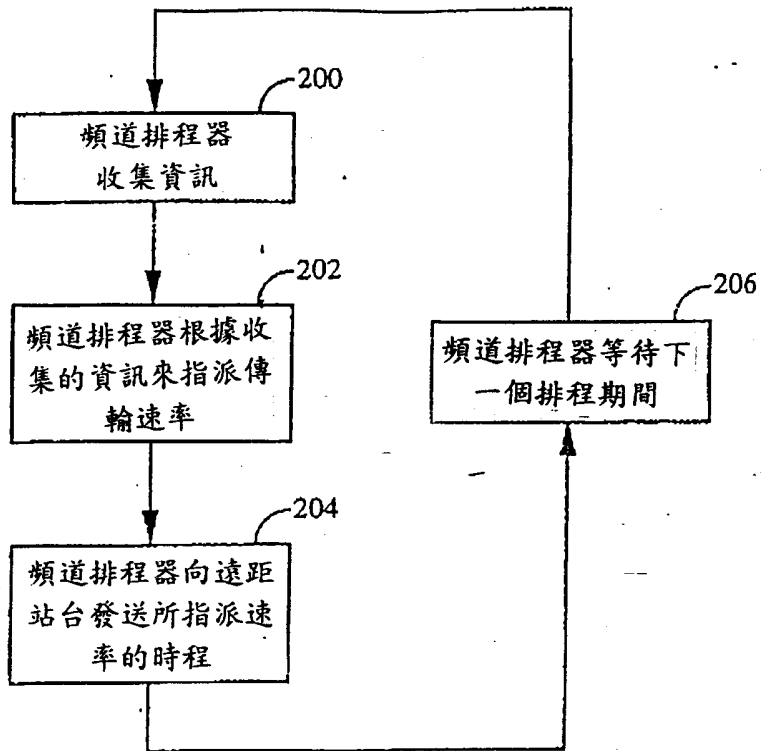 200
頻道排程器
收集資訊
202
頻道排程器根據收
集的資訊來指派傳
輸速率
204
頻道排程器向遠距
站台發送所指派速
率的時程
206
頻道排程器等待下
一個排程期間